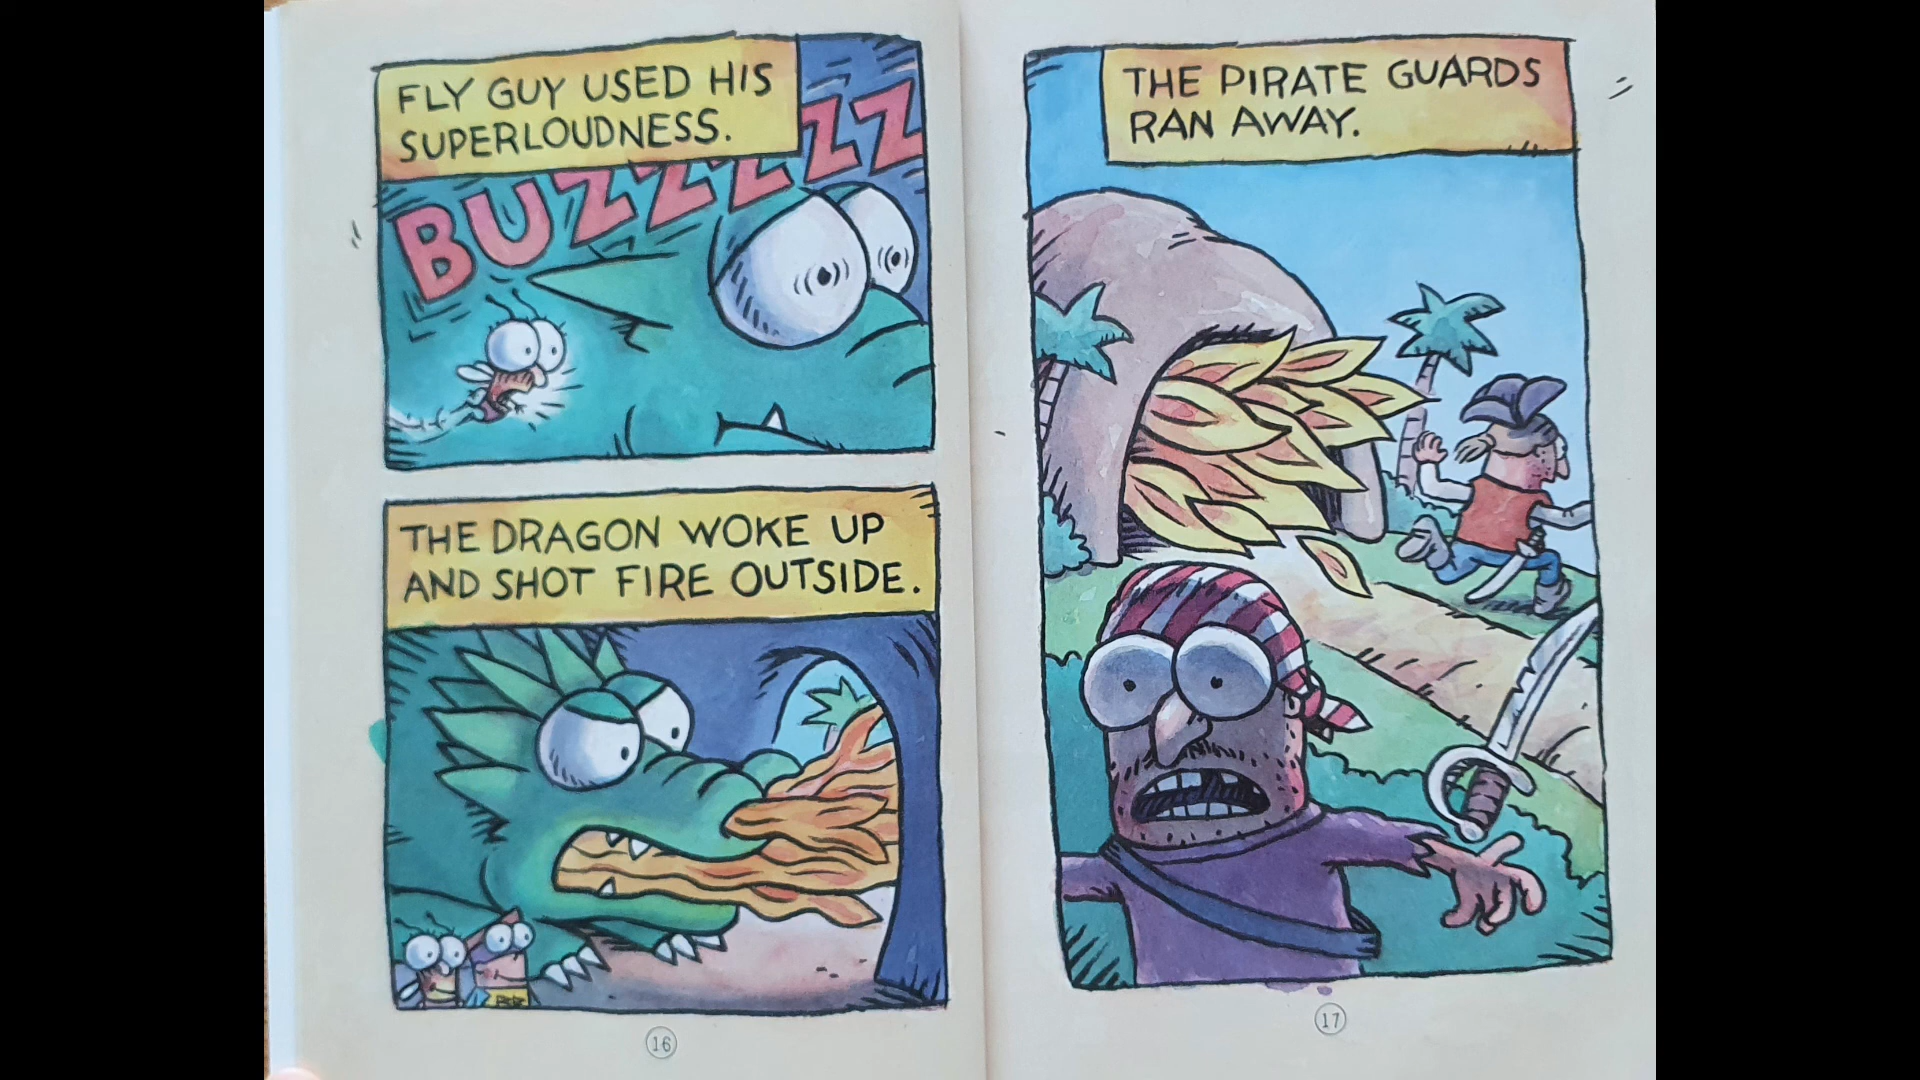 FLY GUY USED HIS
SUPERLOUDNESS.
BUZZZZZZ
THE DRAGON WOKE UP
AND SHOT FIRE OUTSIDE.
16
THE PIRATE GUARDS
RAN AWAY.
17